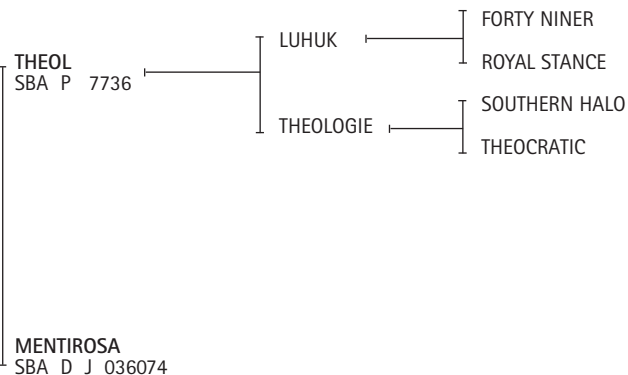 FORTY NINER
LUHUK
ROYAL STANCE
THEOL
SBA P 7736
SOUTHERN HALO
THEOLOGIE
THEOCRATIC
MENTIROSA
SBA D J 036074